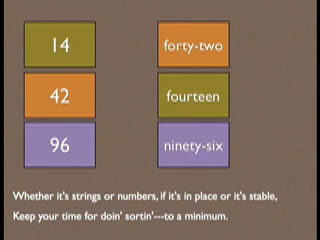 14 forty-two
42 fourteen
96 ninety-six
Whether it's strings or numbers, if it's in place or it's stable,
Keep your time for doin' sortin'---to a minimum.